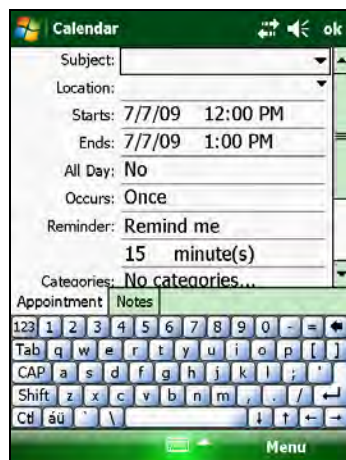 Calendar ok
Subject:
Location:
Starts: 7/7/09 12:00 PM
Ends: 7/7/09 1:00 PM
All Day: No
Occurs: Once
Reminder: Remind me
15 minute(s)
Categories: No categories...
Appointment Notes
123 1 2 3 4 5 6 7 8 9 0 - =
Tab q w e r t y u i o p [ ]
CAP a s d f g h j k l ; '
Shift z x c v b n m , . /
Ctl áü ` \
Menu